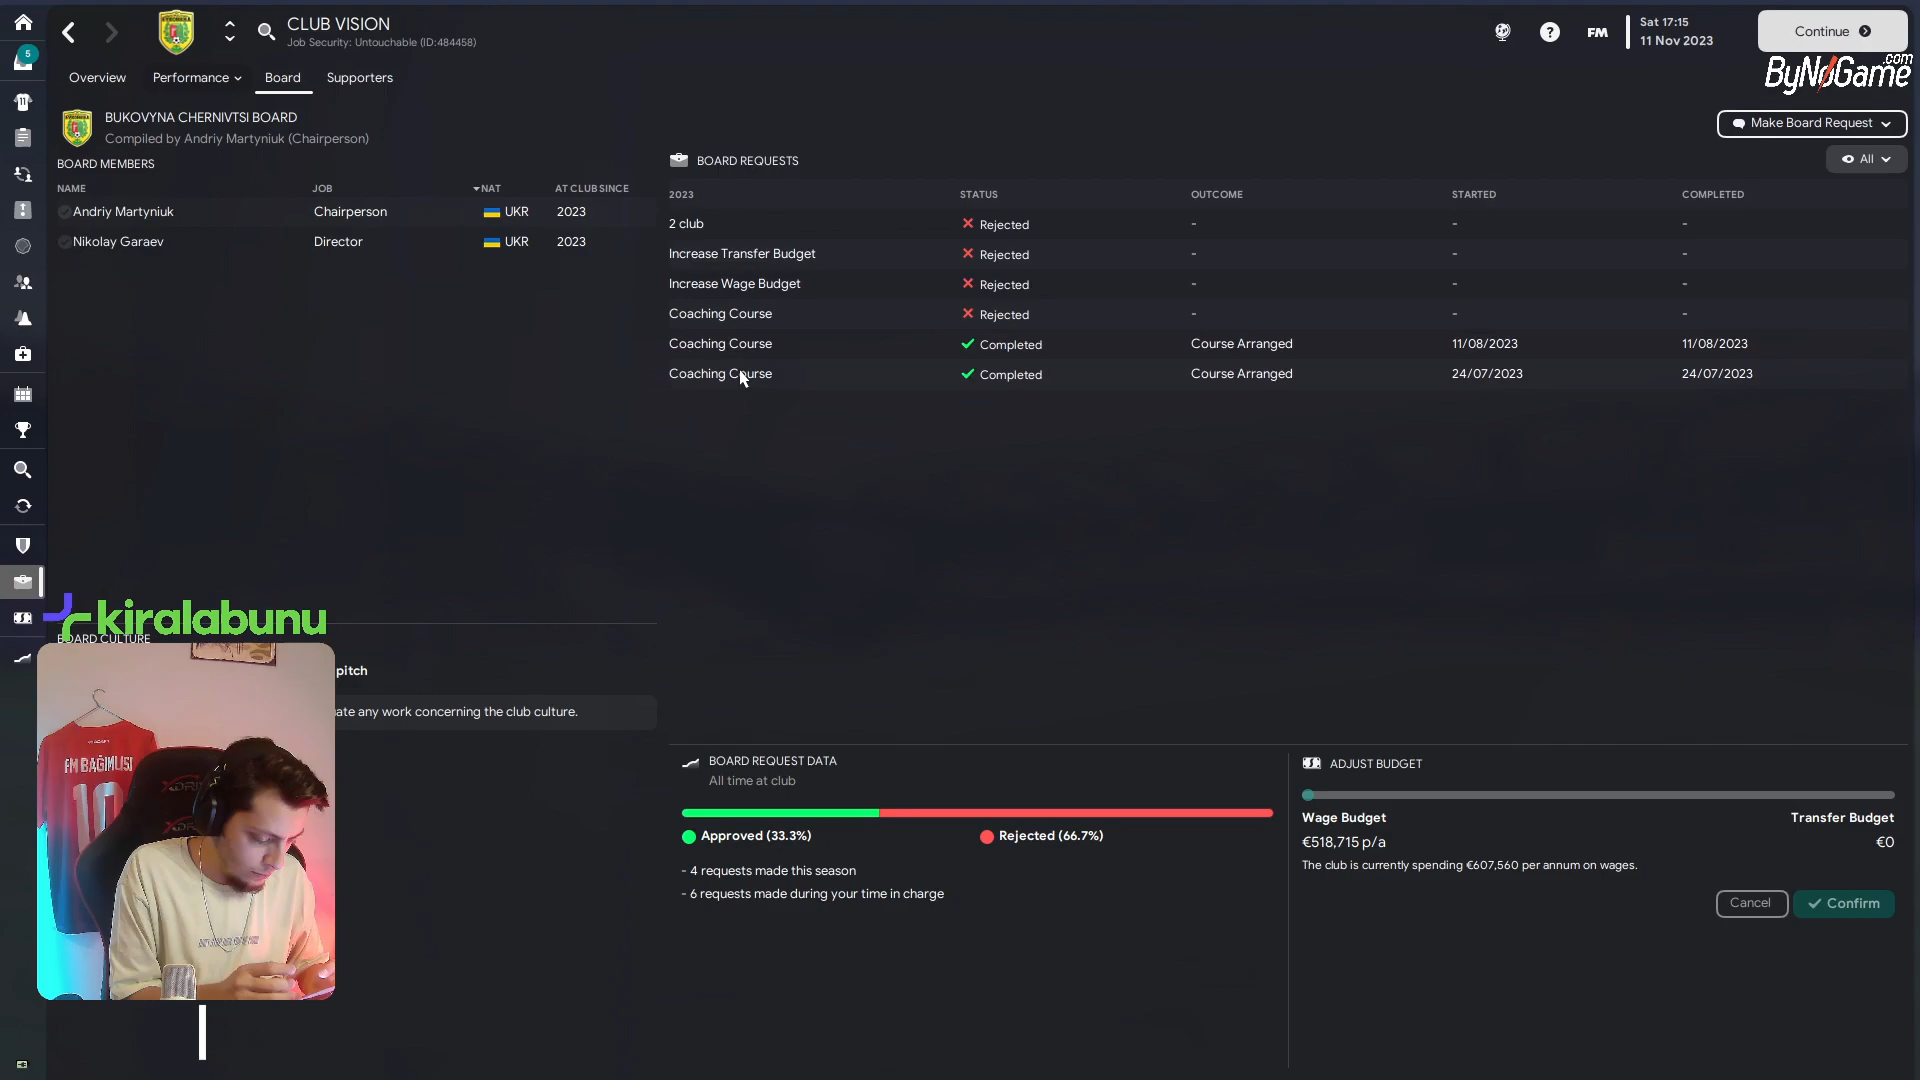 CLUB VISION
Job Security: Untouchable (ID:484458)
5
FM
Sat 17:15
11 Nov 2023
Continue
ByNoGame.com
Overview
Performance
Board
Supporters
BUKOVYNA CHERNIVTSI BOARD
Compiled by Andriy Martyniuk (Chairperson)
Make Board Request
BOARD MEMBERS
BOARD REQUESTS
All
NAME JOB NAT AT CLUB SINCE
Andriy Martyniuk Chairperson UKR 2023
Nikolay Garaev Director UKR 2023
2023 STATUS OUTCOME STARTED COMPLETED
2 club Rejected - - -
Increase Transfer Budget Rejected - - -
Increase Wage Budget Rejected - - -
Coaching Course Rejected - - -
Coaching Course Completed Course Arranged 11/08/2023 11/08/2023
Coaching Course Completed Course Arranged 24/07/2023 24/07/2023
kiralabunu
BOARD CULTURE
pitch
ate any work concerning the club culture.
FM BAĞIMLISI
10
BOARD REQUEST DATA
All time at club
Approved (33.3%)
Rejected (66.7%)
- 4 requests made this season
- 6 requests made during your time in charge
ADJUST BUDGET
Wage Budget Transfer Budget
€518,715 p/a €0
The club is currently spending €607,560 per annum on wages.
Cancel
Confirm